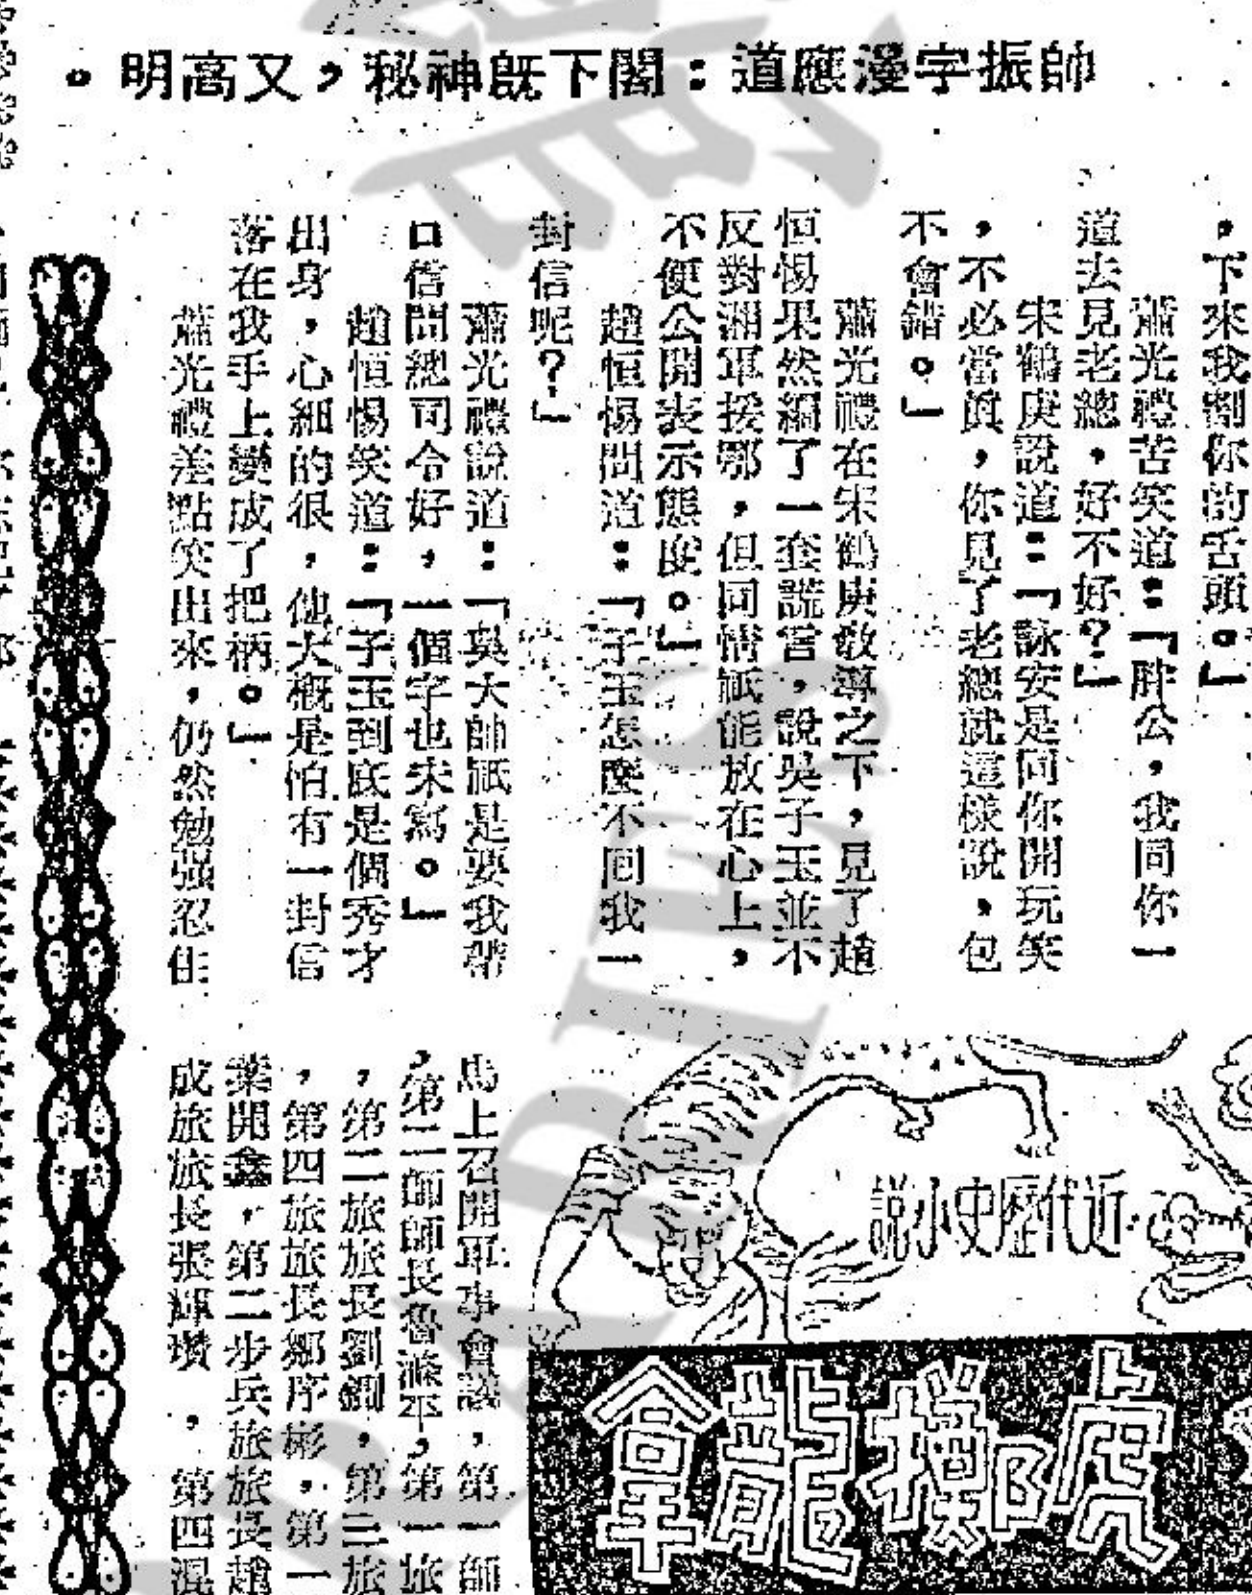 帥振字漫應道：閣下既神秘，又高明。
，下來我割你的舌頭。」
蕭光禮苦笑道：「胖公，我同你一
道去見老總，好不好？」
宋鶴庚說道：「詠安是同你開玩笑
，不必當眞，你見了老總就這樣說，包
不會錯。」
蕭光禮在宋鶴庚敎導之下，見了趙
恒惕果然編了一套謊言，說吳子玉並不
反對湘軍援鄂，但同情祇能放在心上，
不便公開表示態度。」
趙恒惕問道：「子玉怎麼不囘我一
封信呢？」
蕭光禮說道：「吳大帥祇是要我帶
口信問總司令好，一個字也未寫。」
趙恒惕笑道：「子玉到底是個秀才
出身，心細的很，他大槪是怕有一封信
落在我手上變成了把柄。」
蕭光禮差點笑出來，仍然勉强忍住
近代歷史小說
虎擲龍拿
馬上召開軍事會議，第一師
，第二師師長魯滌平，第一旅
，第二旅旅長劉鉶，第三旅
，第四旅旅長鄒序彬，第一
葉開鑫，第二步兵旅旅長趙
成旅旅長張輝瓚，第四混